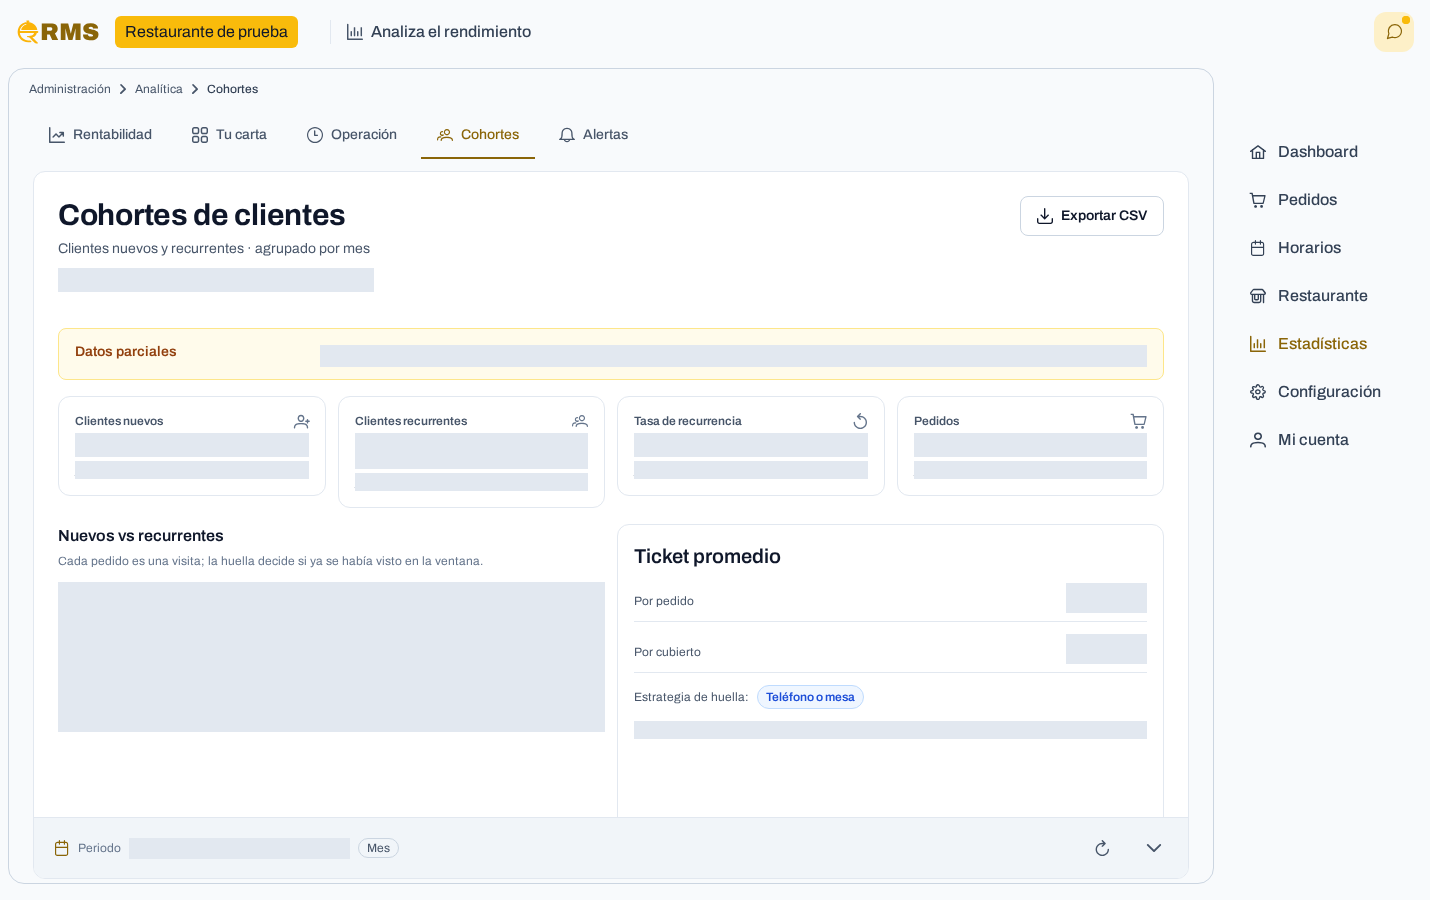 RMS
Restaurante de prueba
Analiza el rendimiento
Administración
Analítica
Cohortes
Rentabilidad
Tu carta
Operación
Cohortes
Alertas
Cohortes de clientes
Clientes nuevos y recurrentes · agrupado por mes
Exportar CSV
Datos parciales
Clientes nuevos
Clientes recurrentes
Tasa de recurrencia
Pedidos
Nuevos vs recurrentes
Cada pedido es una visita; la huella decide si ya se había visto en la ventana.
Ticket promedio
Por pedido
Por cubierto
Estrategia de huella:
Teléfono o mesa
Periodo
Mes
Dashboard
Pedidos
Horarios
Restaurante
Estadísticas
Configuración
Mi cuenta